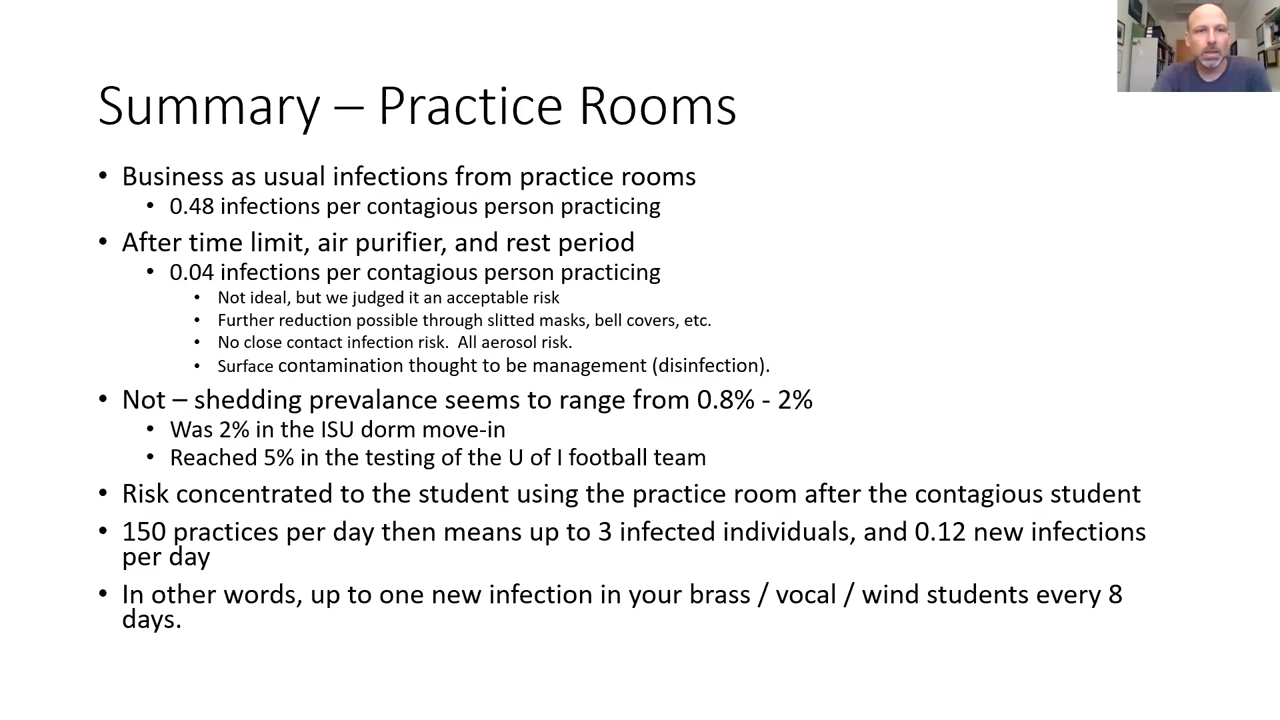 Summary – Practice Rooms
• Business as usual infections from practice rooms
• 0.48 infections per contagious person practicing
• After time limit, air purifier, and rest period
• 0.04 infections per contagious person practicing
• Not ideal, but we judged it an acceptable risk
• Further reduction possible through slitted masks, bell covers, etc.
• No close contact infection risk.  All aerosol risk.
• Surface contamination thought to be management (disinfection).
• Not – shedding prevalance seems to range from 0.8% - 2%
• Was 2% in the ISU dorm move-in
• Reached 5% in the testing of the U of I football team
• Risk concentrated to the student using the practice room after the contagious student
• 150 practices per day then means up to 3 infected individuals, and 0.12 new infections
per day
• In other words, up to one new infection in your brass / vocal / wind students every 8
days.